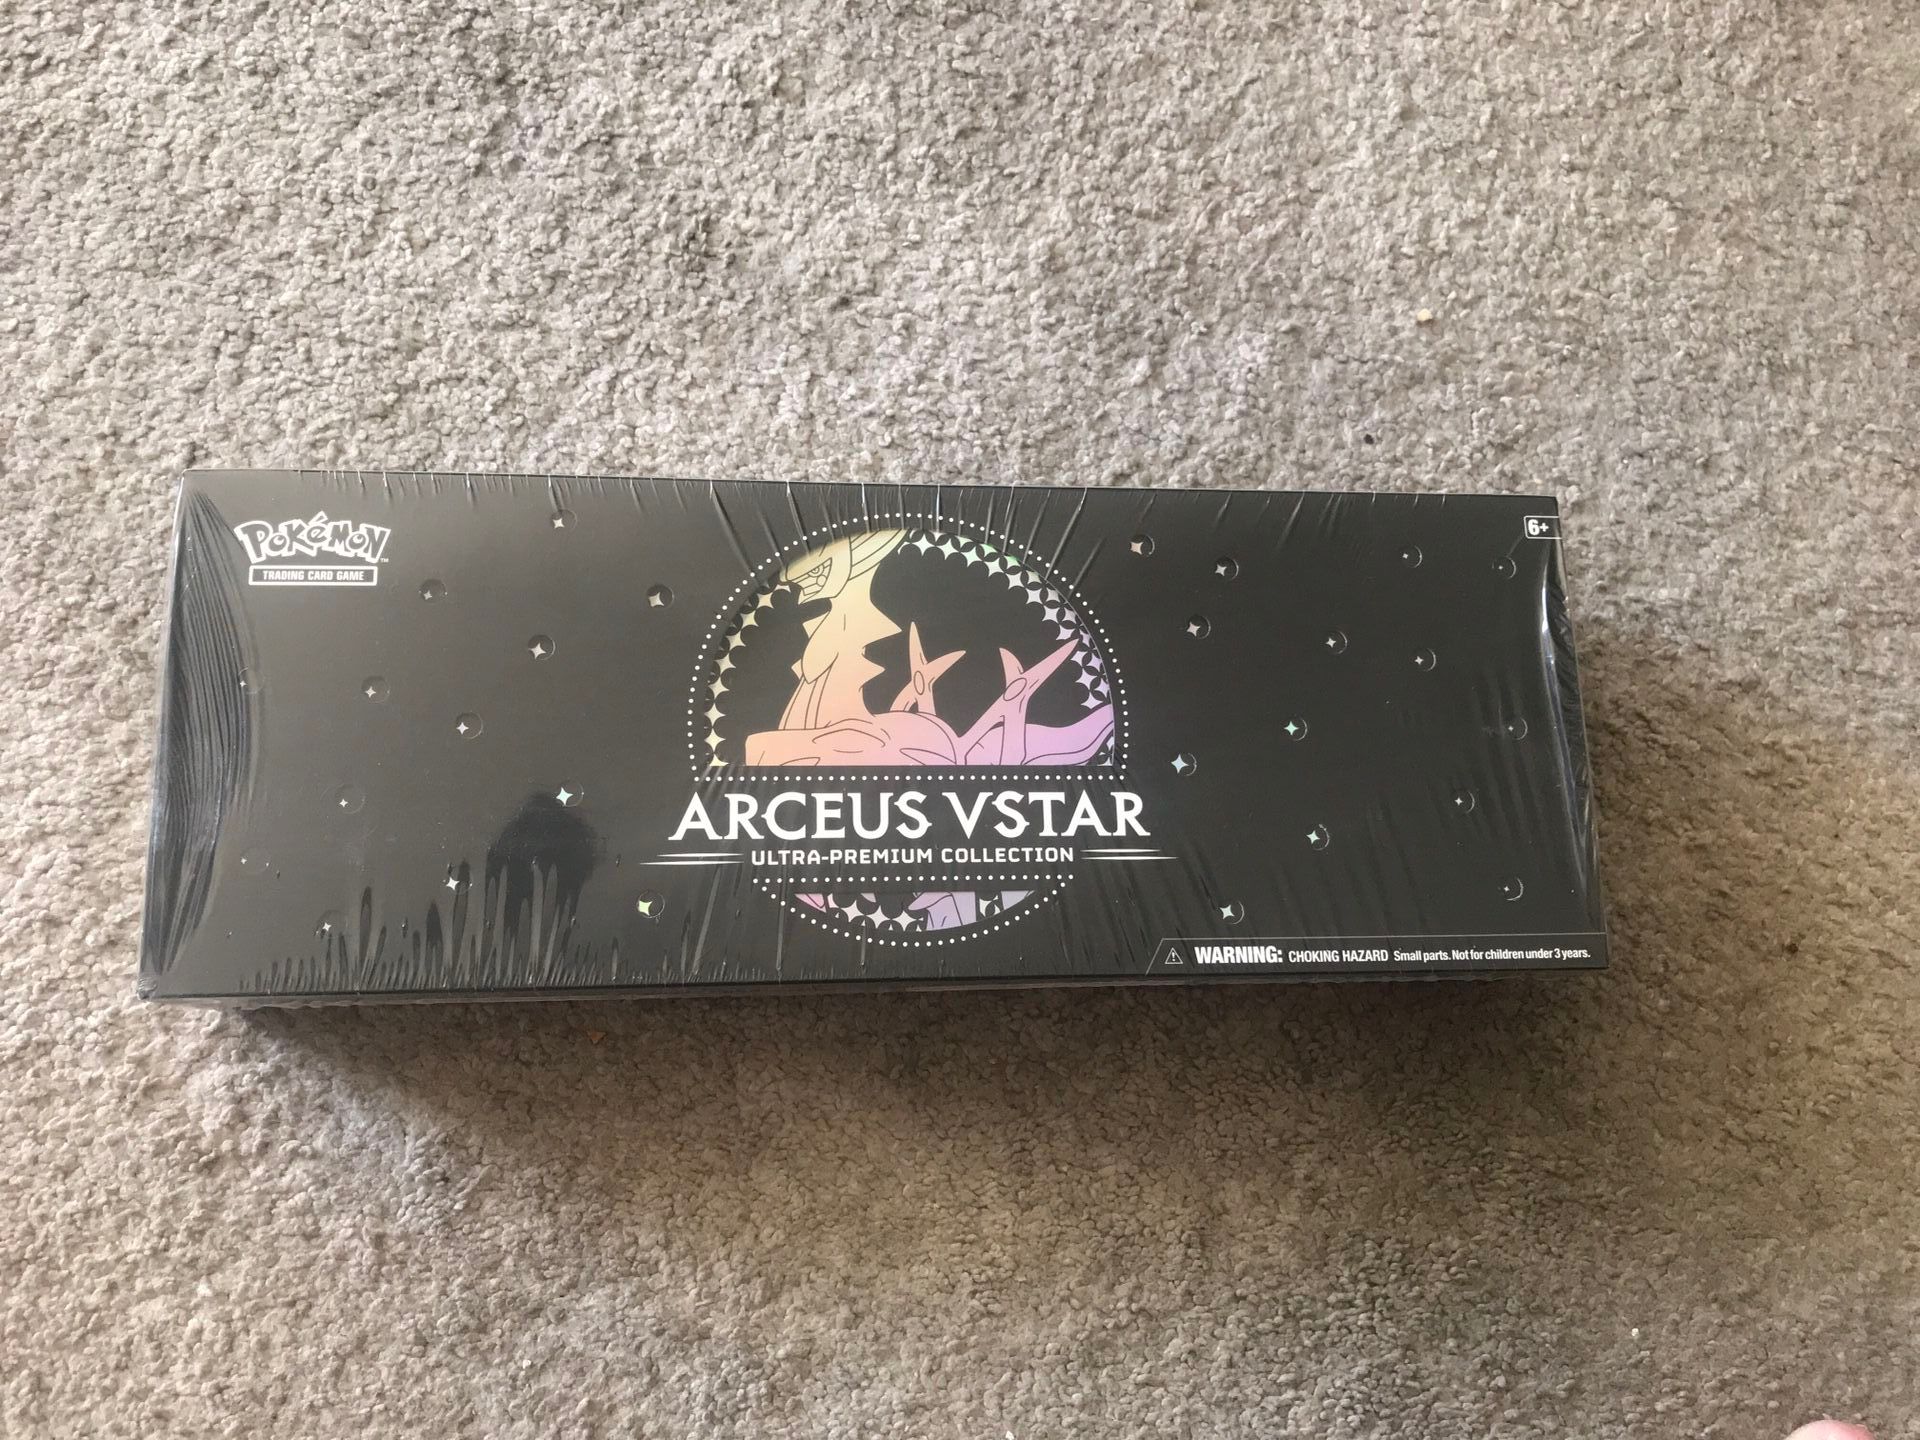 Pokémon™
TRADING CARD GAME
6+
ARCEUS VSTAR
ULTRA-PREMIUM COLLECTION
WARNING: CHOKING HAZARD Small parts. Not for children under 3 years.